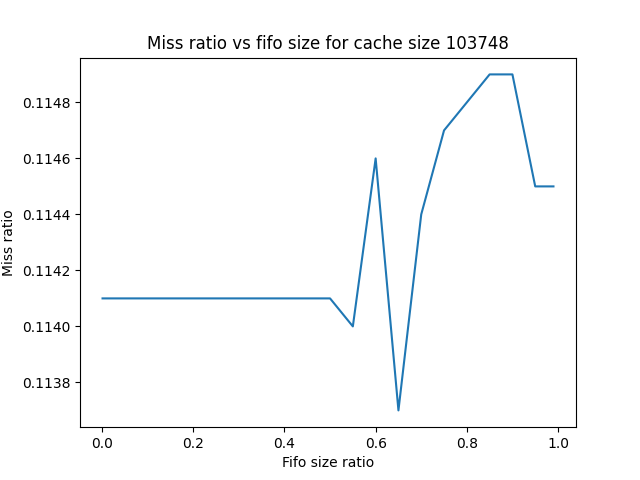 Miss ratio vs fifo size for cache size 103748
Miss ratio
0.1148
0.1146
0.1144
0.1142
0.1140
0.1138
0.0 0.2 0.4 0.6 0.8 1.0
Fifo size ratio